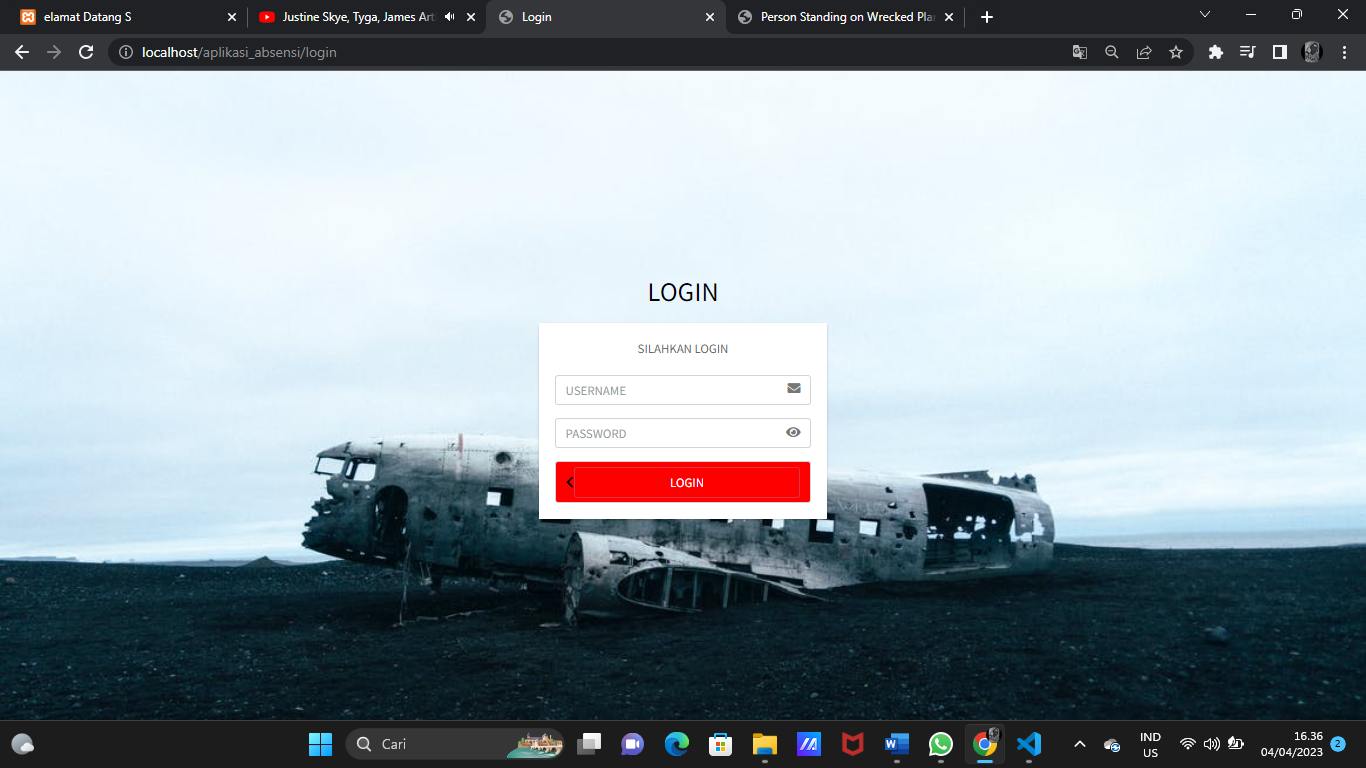 elamat Datang S
Justine Skye, Tyga, James Art
Login
Person Standing on Wrecked Pla
localhost/aplikasi_absensi/login
LOGIN
SILAHKAN LOGIN
USERNAME
PASSWORD
LOGIN
Cari
IND
US
16.36
04/04/2023
2